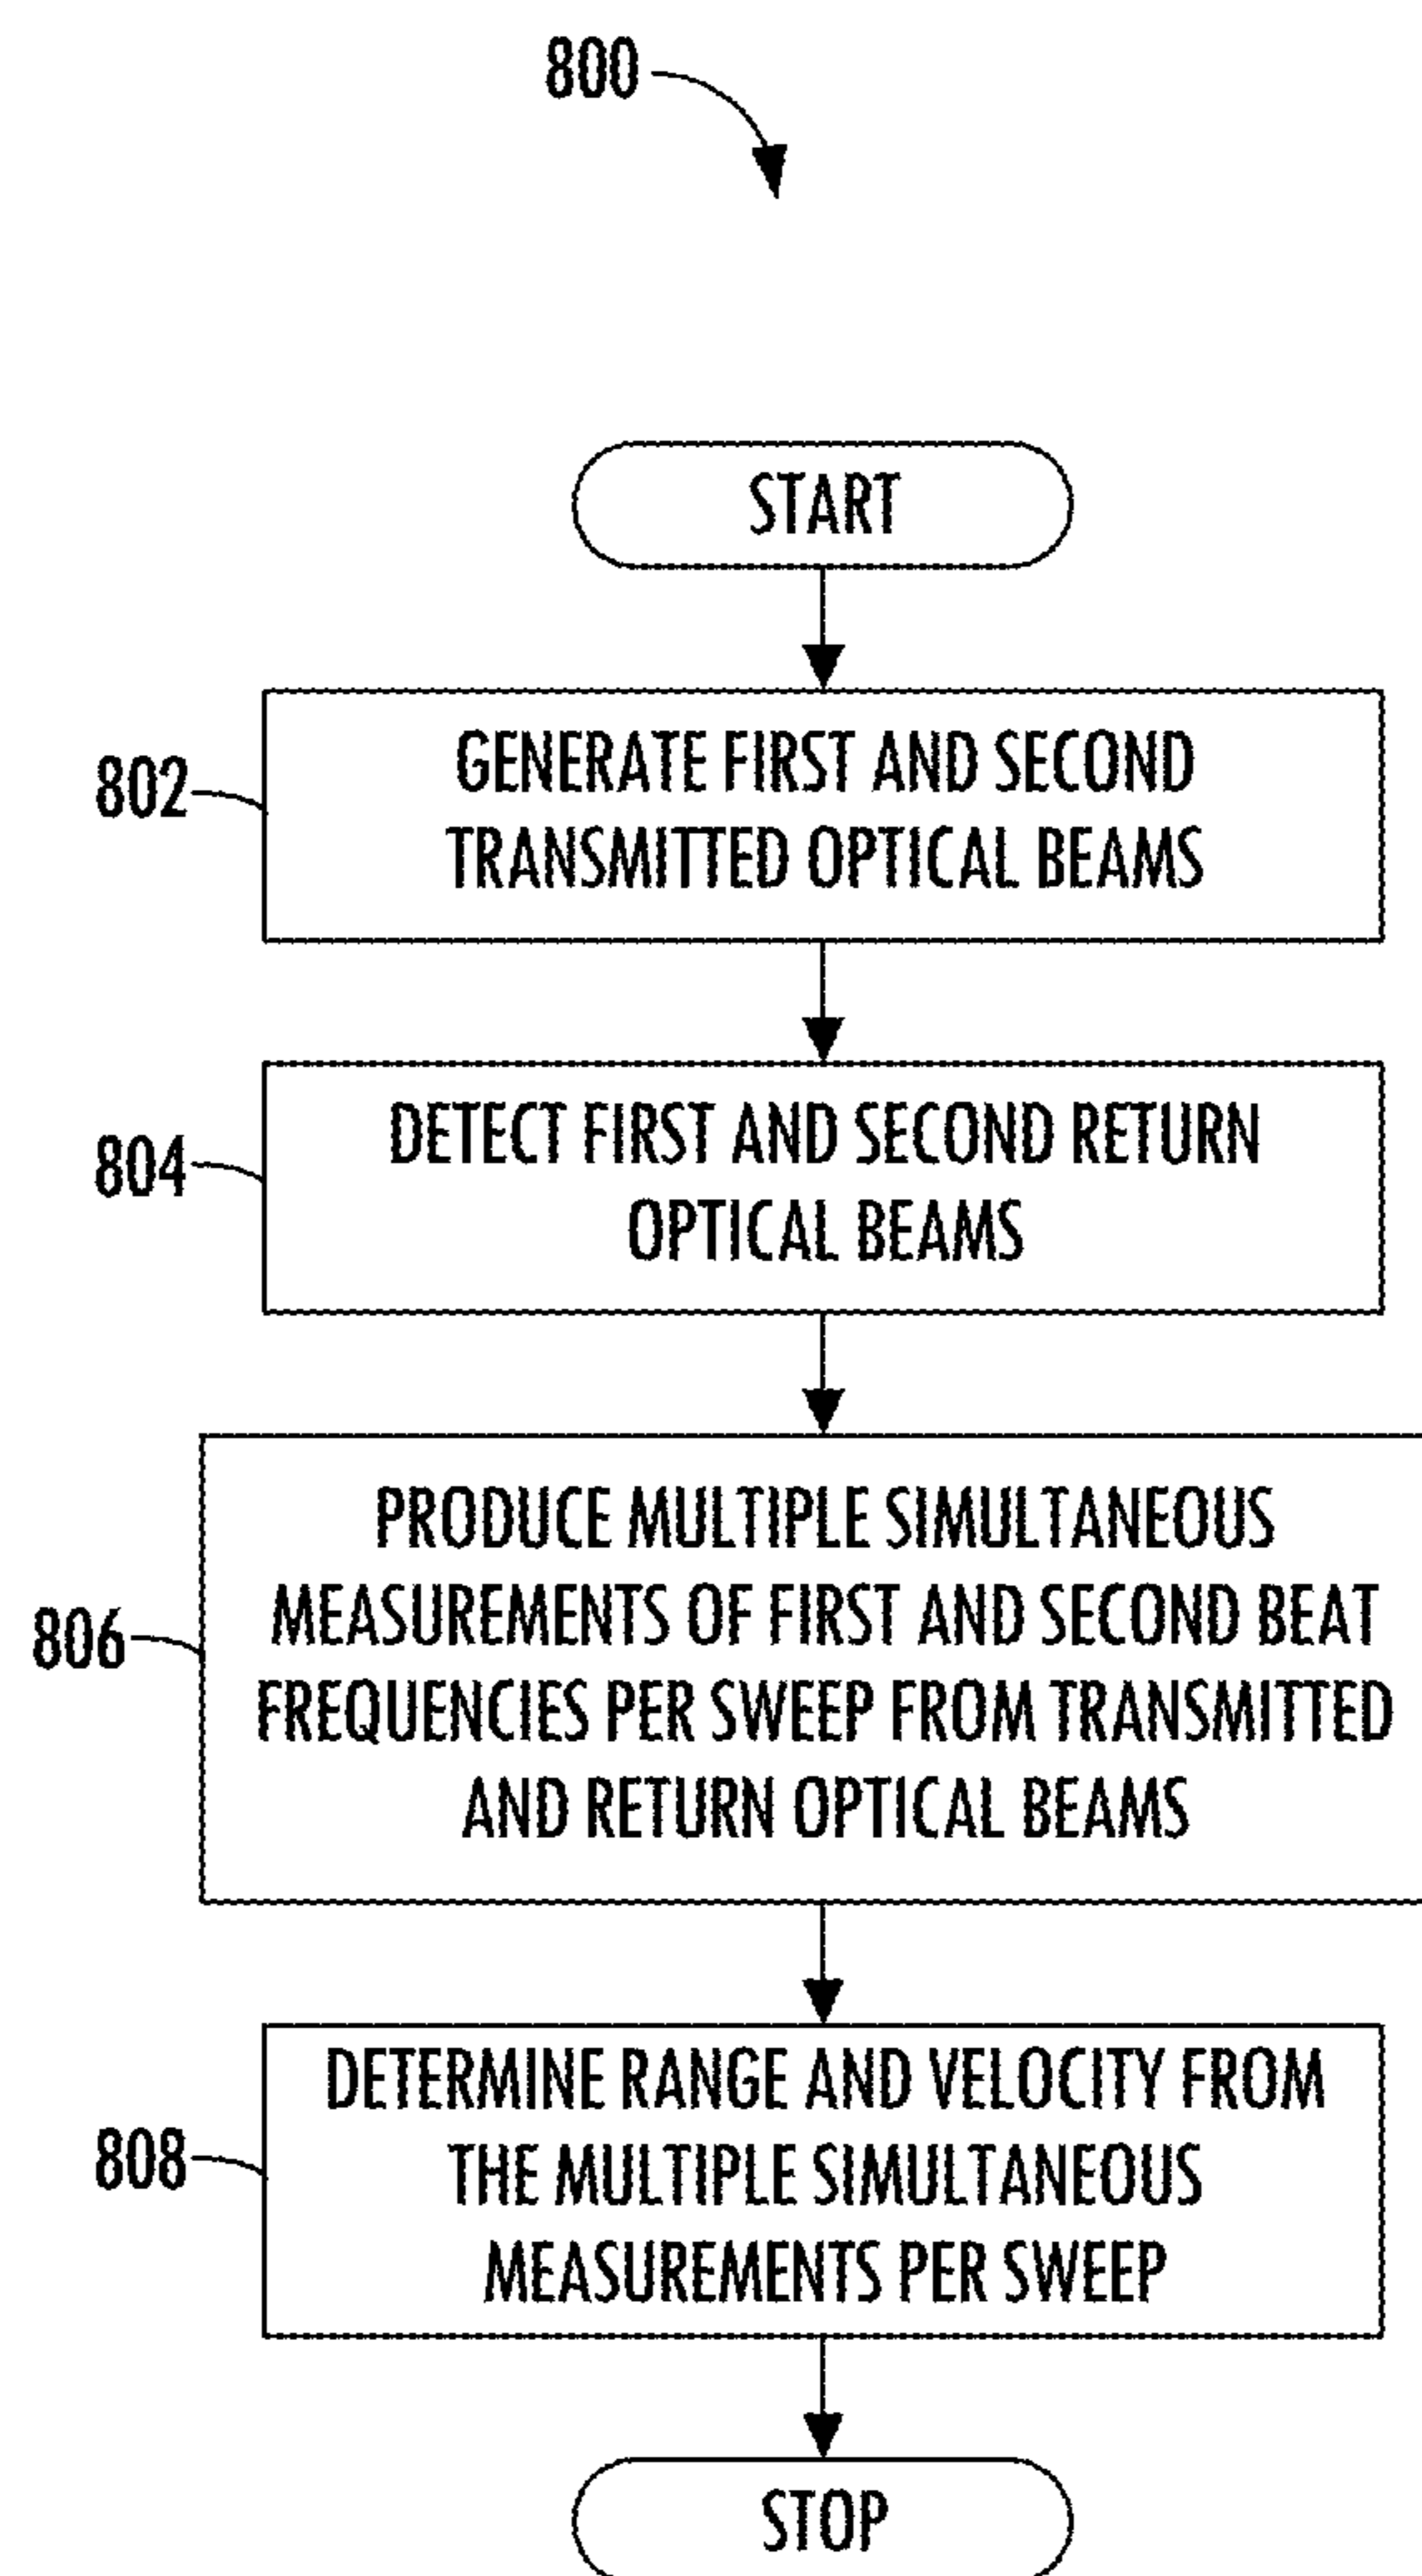 800
START
802
GENERATE FIRST AND SECOND
TRANSMITTED OPTICAL BEAMS
804
DETECT FIRST AND SECOND RETURN
OPTICAL BEAMS
806
PRODUCE MULTIPLE SIMULTANEOUS
MEASUREMENTS OF FIRST AND SECOND BEAT
FREQUENCIES PER SWEEP FROM TRANSMITTED
AND RETURN OPTICAL BEAMS
808
DETERMINE RANGE AND VELOCITY FROM
THE MULTIPLE SIMULTANEOUS
MEASUREMENTS PER SWEEP
STOP